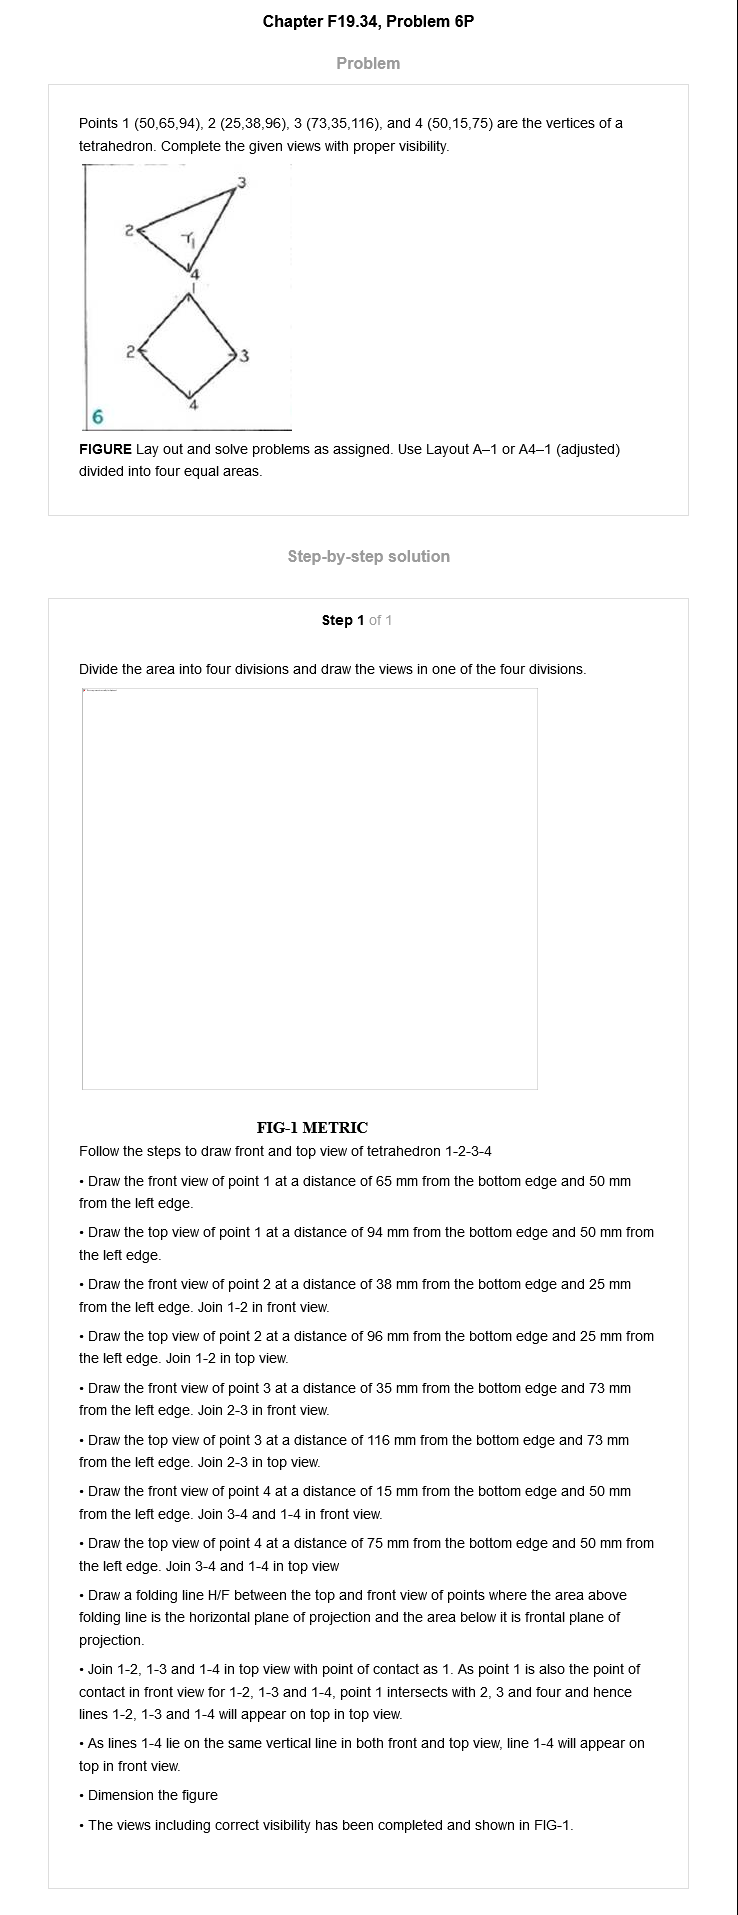 Chapter F19.34, Problem 6P
Problem
Points 1 (50,65,94), 2 (25,38,96), 3 (73,35,116), and 4 (50,15,75) are the vertices of a
tetrahedron. Complete the given views with proper visibility.
3
2
1
4
1
2
3
4
6
FIGURE Lay out and solve problems as assigned. Use Layout A–1 or A4–1 (adjusted)
divided into four equal areas.
Step-by-step solution
Step 1 of 1
Divide the area into four divisions and draw the views in one of the four divisions.
FIG-1 METRIC
Follow the steps to draw front and top view of tetrahedron 1-2-3-4
• Draw the front view of point 1 at a distance of 65 mm from the bottom edge and 50 mm
from the left edge.
• Draw the top view of point 1 at a distance of 94 mm from the bottom edge and 50 mm from
the left edge.
• Draw the front view of point 2 at a distance of 38 mm from the bottom edge and 25 mm
from the left edge. Join 1-2 in front view.
• Draw the top view of point 2 at a distance of 96 mm from the bottom edge and 25 mm from
the left edge. Join 1-2 in top view.
• Draw the front view of point 3 at a distance of 35 mm from the bottom edge and 73 mm
from the left edge. Join 2-3 in front view.
• Draw the top view of point 3 at a distance of 116 mm from the bottom edge and 73 mm
from the left edge. Join 2-3 in top view.
• Draw the front view of point 4 at a distance of 15 mm from the bottom edge and 50 mm
from the left edge. Join 3-4 and 1-4 in front view.
• Draw the top view of point 4 at a distance of 75 mm from the bottom edge and 50 mm from
the left edge. Join 3-4 and 1-4 in top view
• Draw a folding line H/F between the top and front view of points where the area above
folding line is the horizontal plane of projection and the area below it is frontal plane of
projection.
• Join 1-2, 1-3 and 1-4 in top view with point of contact as 1. As point 1 is also the point of
contact in front view for 1-2, 1-3 and 1-4, point 1 intersects with 2, 3 and four and hence
lines 1-2, 1-3 and 1-4 will appear on top in top view.
• As lines 1-4 lie on the same vertical line in both front and top view, line 1-4 will appear on
top in front view.
• Dimension the figure
• The views including correct visibility has been completed and shown in FIG-1.